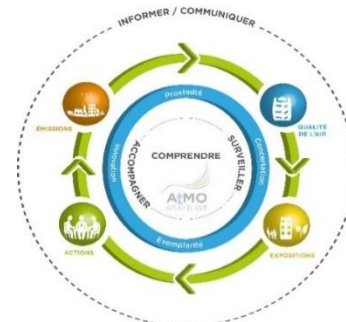 INFORMER / COMMUNIQUER
ÉMISSIONS
QUALITÉ
DE L'AIR
Proximité
Innovation
Concertation
Exemplarité
COMPRENDRE
ACCOMPAGNER
SURVEILLER
AtMO
GRAND EST
ACTIONS
EXPOSITIONS